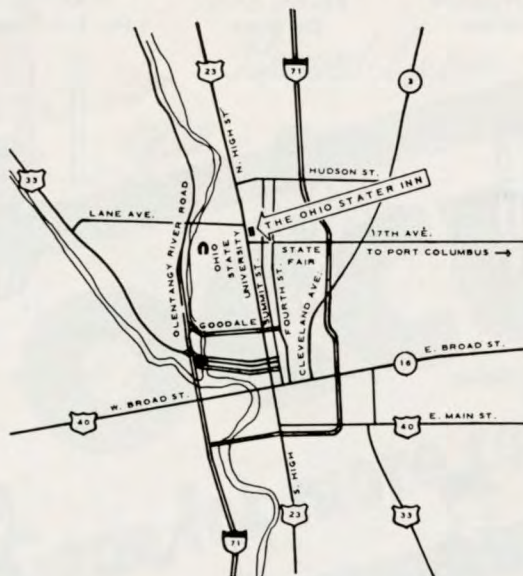 23
71
3
33
N. HIGH ST
HUDSON ST.
THE OHIO STATER INN
LANE AVE.
OLENTANGY RIVER ROAD
OHIO
STATE
UNIVERSITY
SUMMIT ST.
17TH AVE.
STATE
FAIR
TO PORT COLUMBUS →
FOURTH ST.
CLEVELAND AVE.
GOODALE
E. BROAD ST.
16
W. BROAD ST.
40
E. MAIN ST.
40
S. HIGH
23
33
71